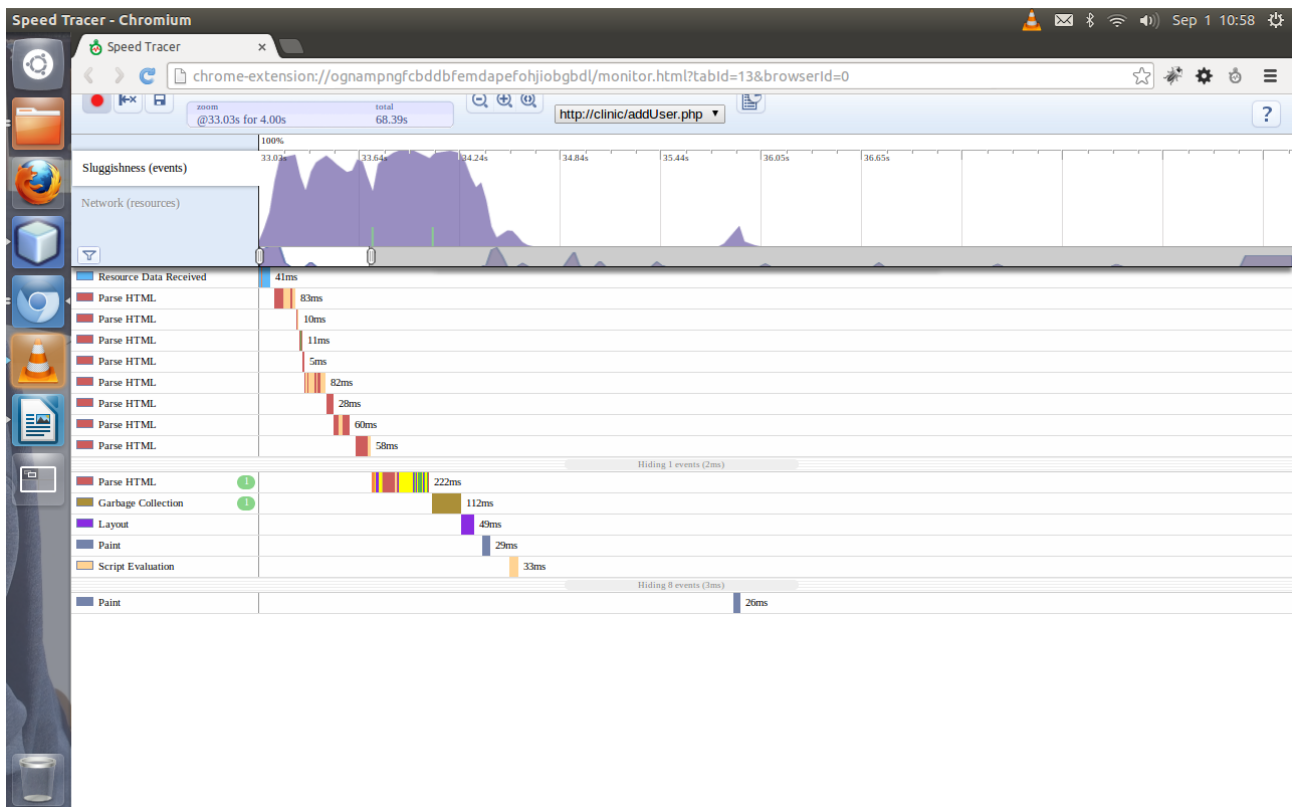 Speed Tracer - Chromium
Sep 1 10:58
Speed Tracer
chrome-extension://ognampngfcbddbfemdapefohjiobgbdl/monitor.html?tabId=13&browserId=0
zoom total
@33.03s for 4.00s 68.39s
http://clinic/addUser.php
?
100%
33.03s 33.64s 34.24s 34.84s 35.44s 36.05s 36.65s
Sluggishness (events)
Network (resources)
Resource Data Received 41ms
Parse HTML 83ms
Parse HTML 10ms
Parse HTML 11ms
Parse HTML 5ms
Parse HTML 82ms
Parse HTML 28ms
Parse HTML 60ms
Parse HTML 58ms
Hiding 1 events (2ms)
Parse HTML 1 222ms
Garbage Collection 1 112ms
Layout 49ms
Paint 29ms
Script Evaluation 33ms
Hiding 8 events (3ms)
Paint 26ms